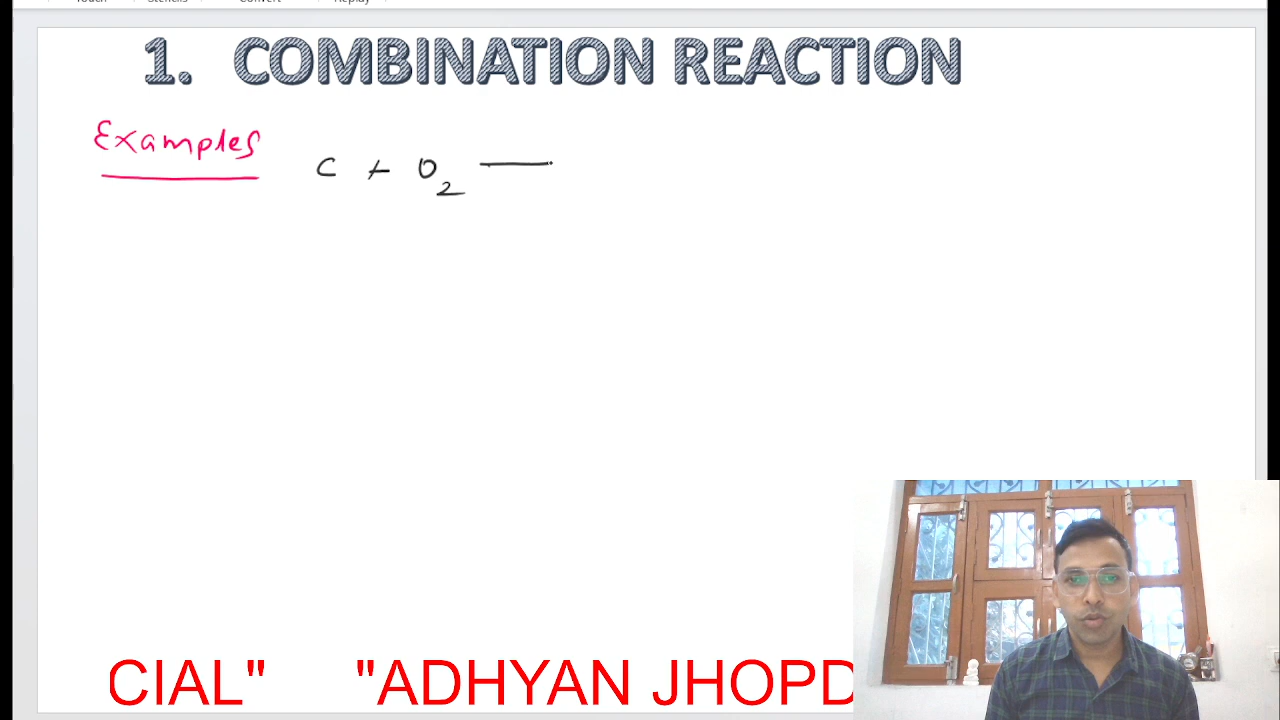 1. COMBINATION REACTION
Examples
C + O2
CIAL" "ADHYAN JHOPD